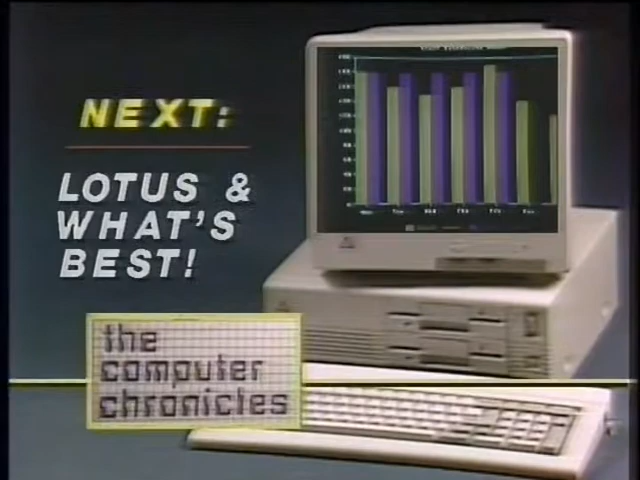 NEXT:
LOTUS &
WHAT'S
BEST!
the
computer
chronicles